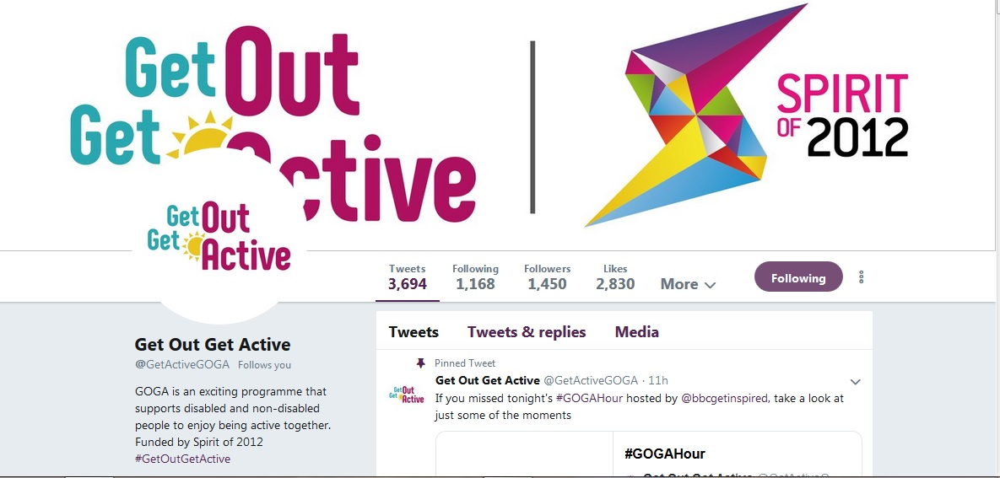 Get Out
Get Active
SPIRIT
OF 2012
Get Out
Get Active
Tweets
3,694
Following
1,168
Followers
1,450
Likes
2,830
More
Following
Get Out Get Active
@GetActiveGOGA Follows you
GOGA is an exciting programme that
supports disabled and non-disabled
people to enjoy being active together.
Funded by Spirit of 2012
#GetOutGetActive
Tweets Tweets & replies Media
Pinned Tweet
Get Out Get Active @GetActiveGOGA · 11h
Get Out
Get Active
If you missed tonight's #GOGAHour hosted by @bbcgetinspired, take a look at
just some of the moments
#GOGAHour
Get Out Get Active